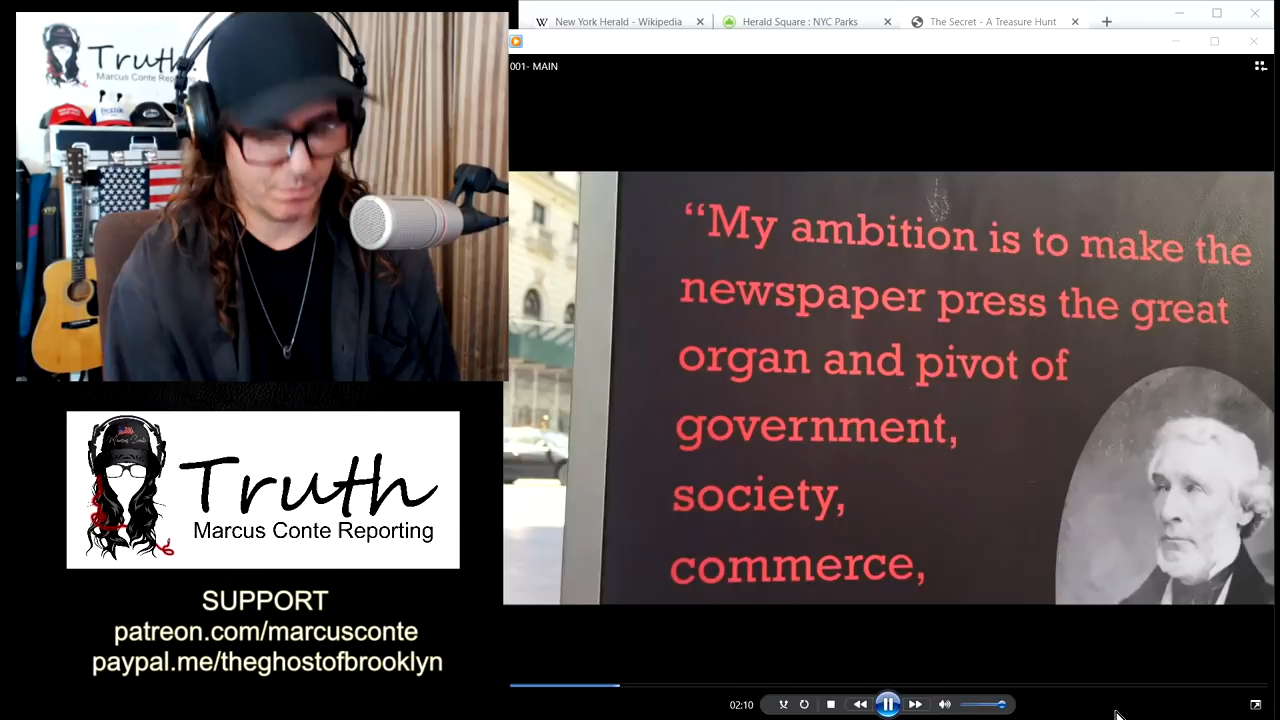 Truth.
Marcus Conte Reporting
New York Herald - Wikipedia
Herald Square : NYC Parks
The Secret - A Treasure Hunt
001- MAIN
“My ambition is to make the
newspaper press the great
organ and pivot of
government,
society,
commerce,
Truth
Marcus Conte Reporting
SUPPORT
patreon.com/marcusconte
paypal.me/theghostofbrooklyn
02:10